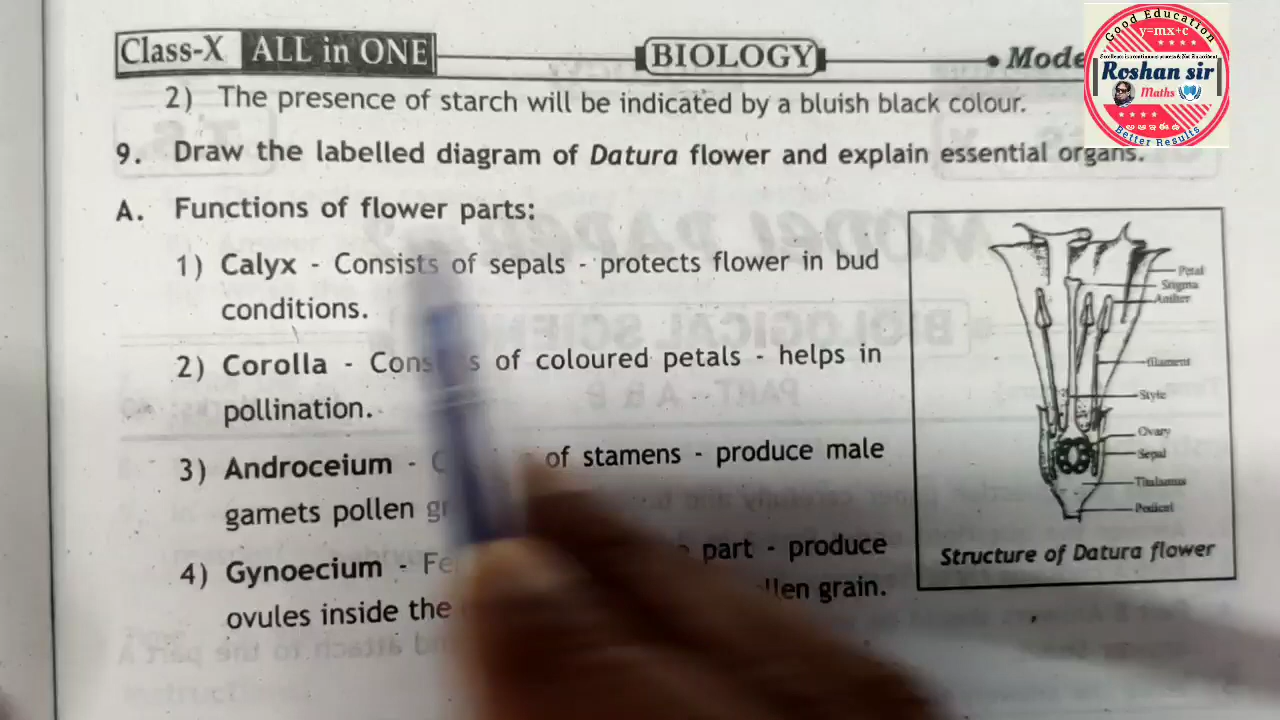 Class-X ALL in ONE
BIOLOGY
Good Education
y=mx+c
Roshan sir
Maths
Better Results
2) The presence of starch will be indicated by a bluish black colour.
9. Draw the labelled diagram of Datura flower and explain essential organs.
A. Functions of flower parts:
1) Calyx - Consists of sepals - protects flower in bud
conditions.
2) Corolla - of coloured petals - helps in
pollination.
3) Androceium - of stamens - produce male
gamets pollen
4) Gynoecium - part - produce
ovules inside the grain.
Petal
Stigma
Anther
filament
Style
Ovary
Sepal
Thalamus
Pedical
Structure of Datura flower